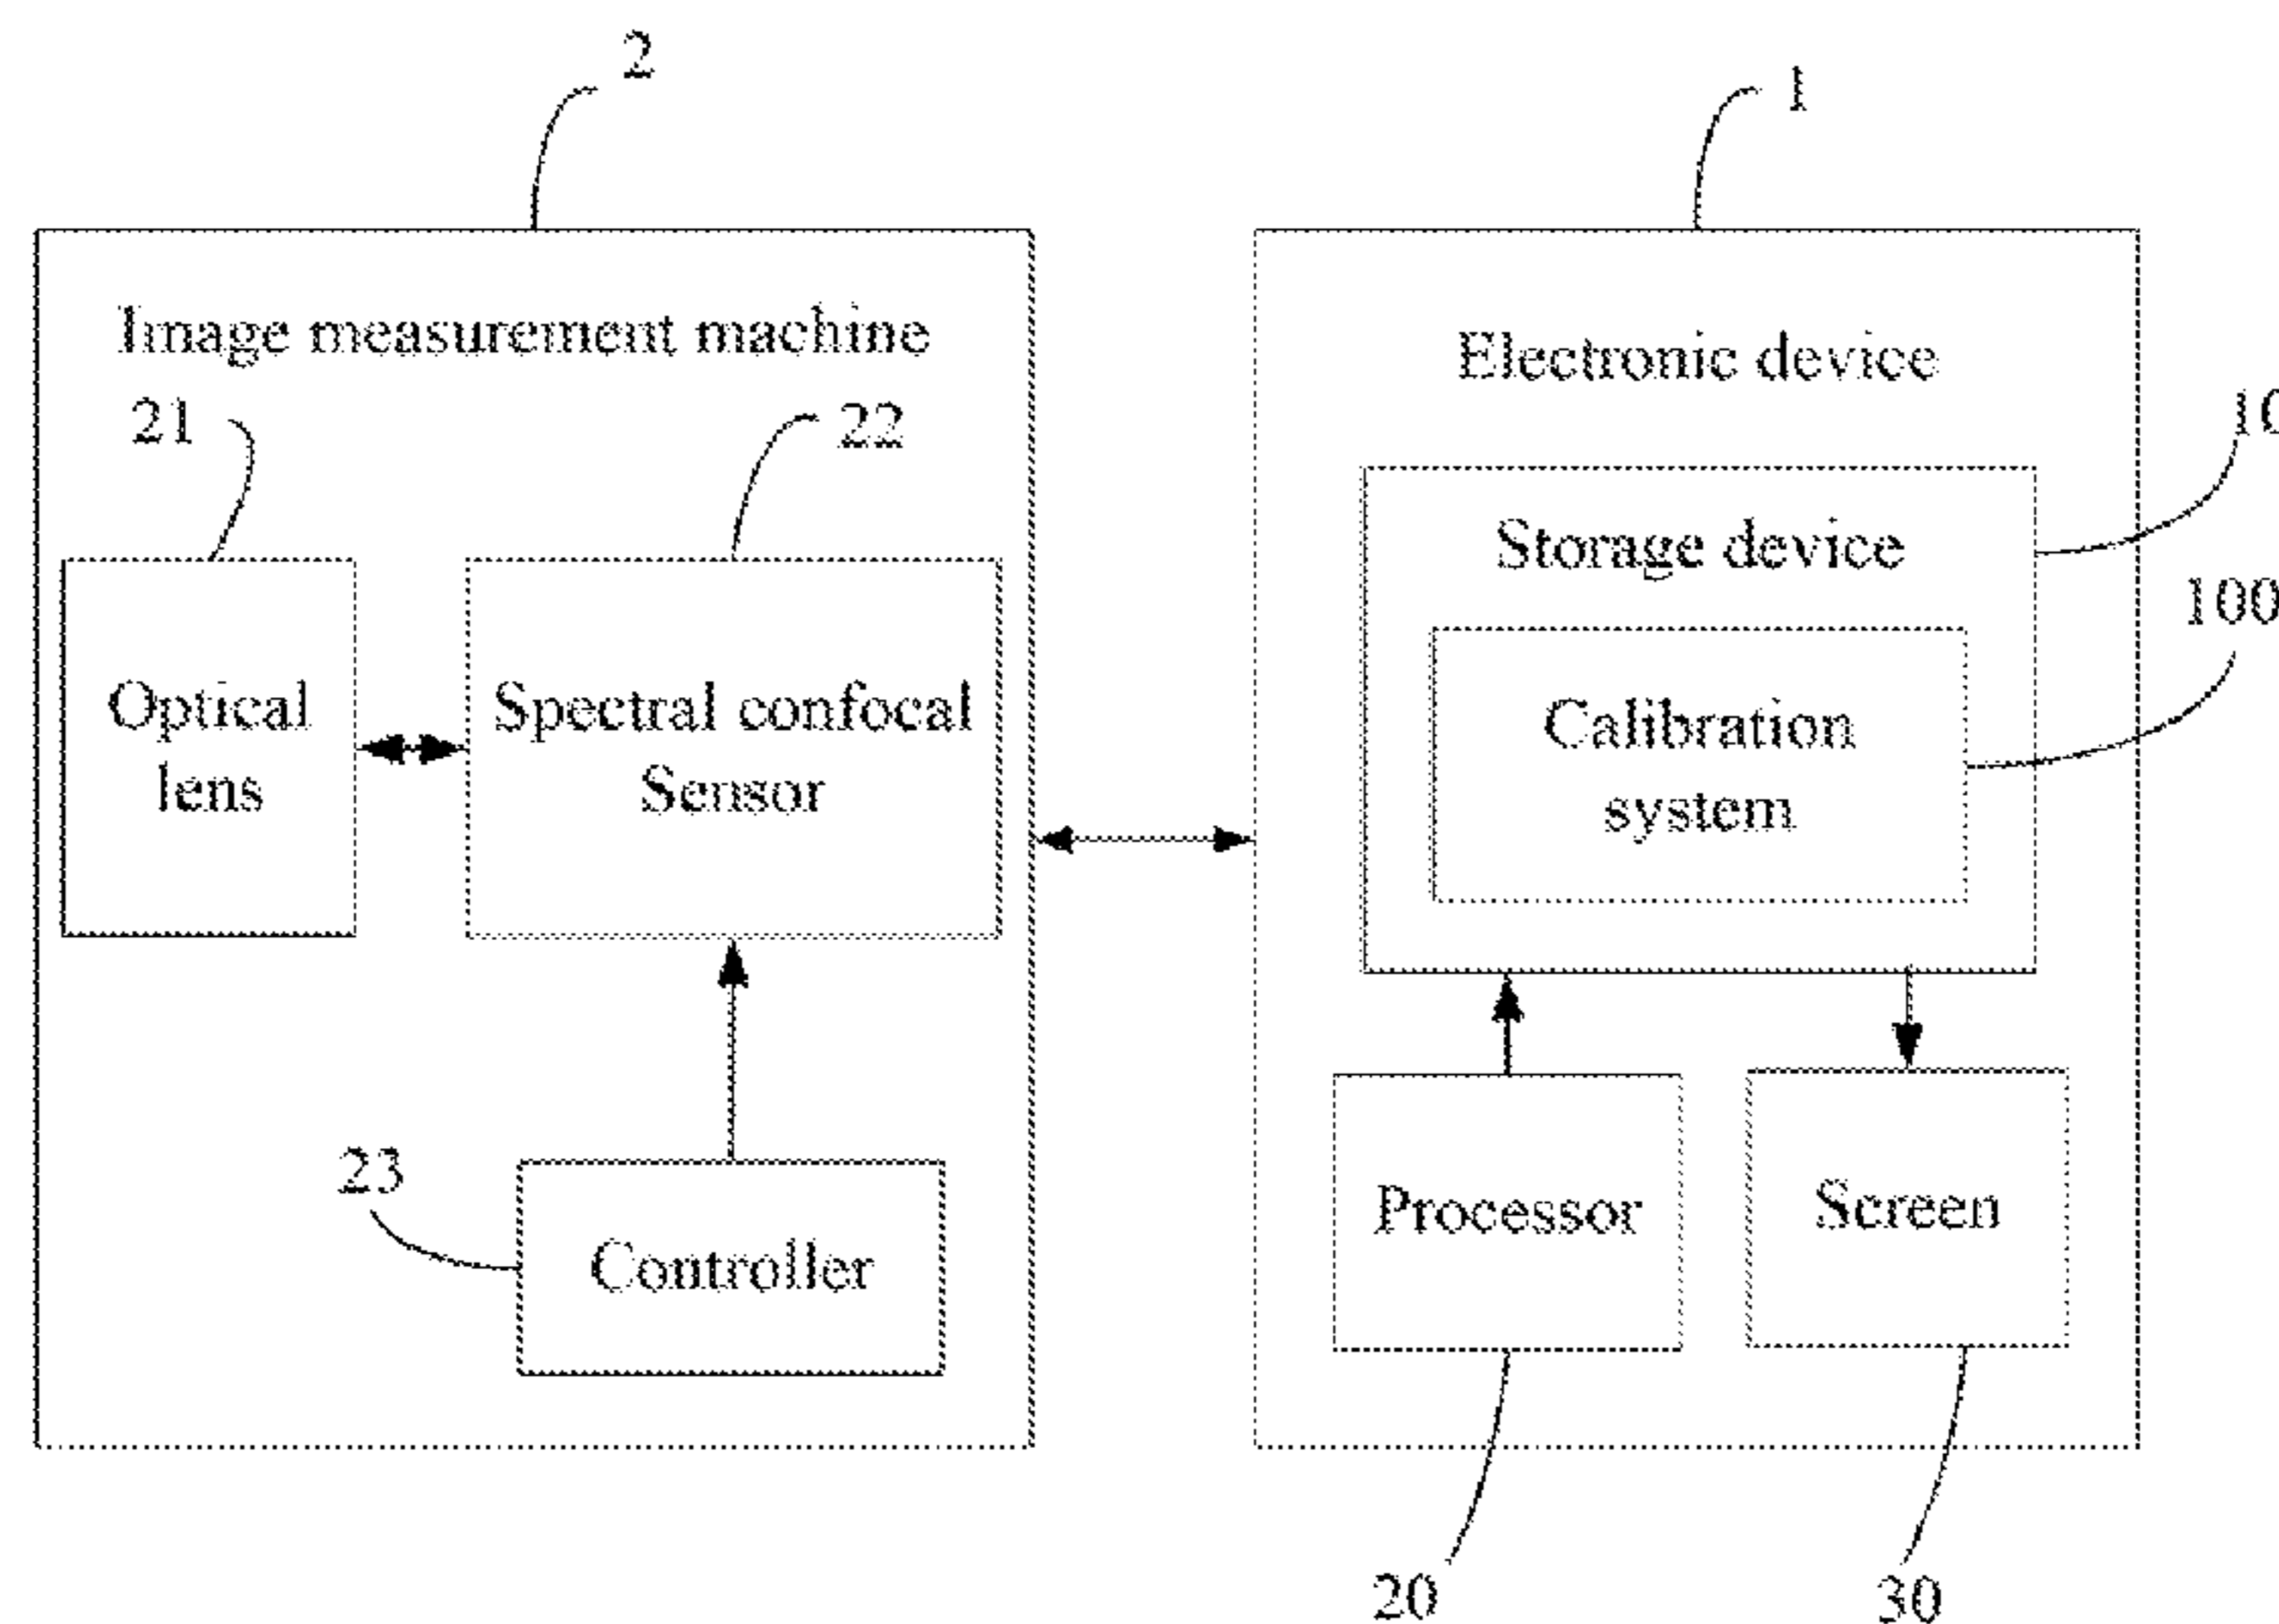 2
1
Image measurement machine
Electronic device
21
22
10
Storage device
100
Optical
lens
Spectral confocal
Sensor
Calibration
system
23
Controller
Processor
Screen
20
30